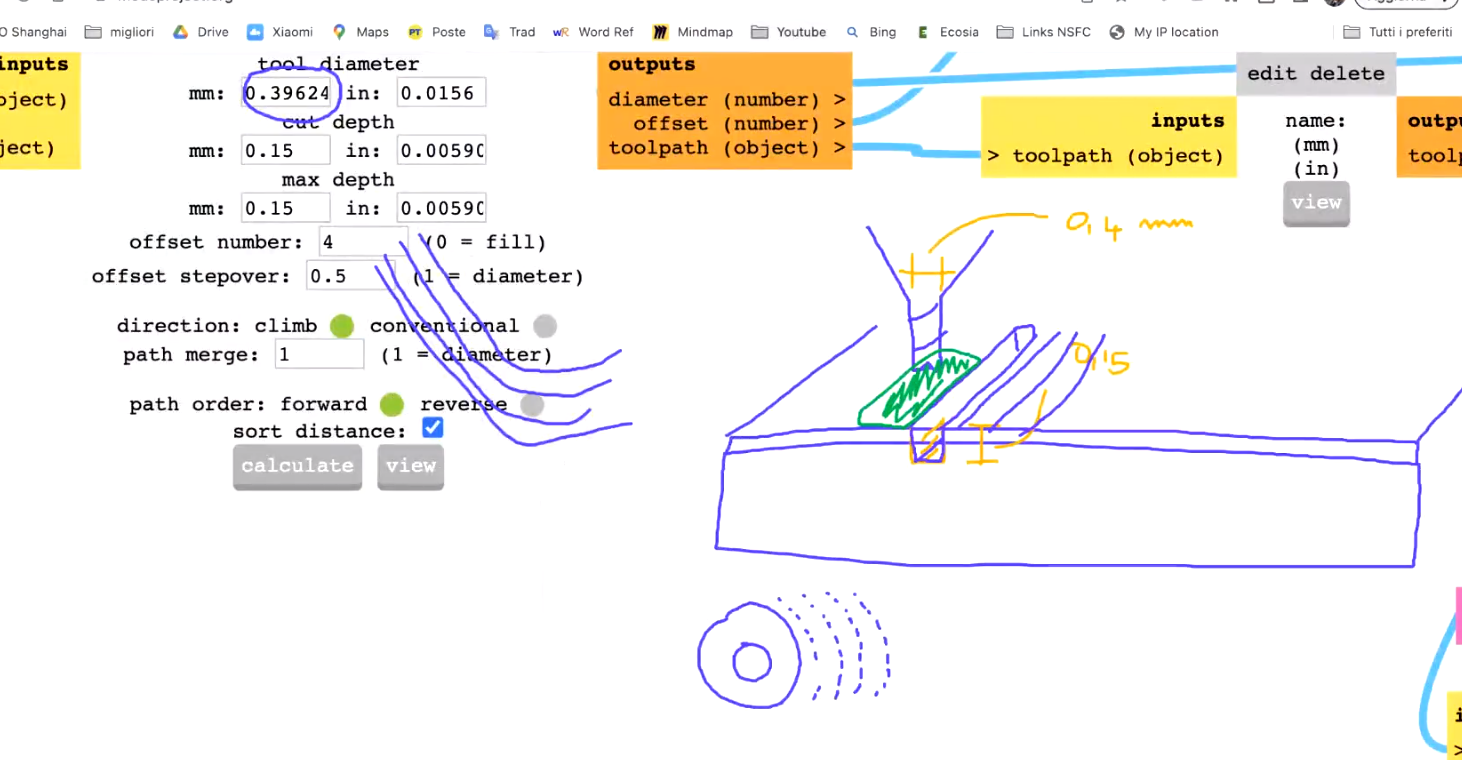 O Shanghai migliori Drive Xiaomi Maps Poste Trad Word Ref Mindmap Youtube Bing Ecosia Links NSFC My IP location Tutti i preferiti
inputs
oject)
ject)
tool diameter
mm: 0.39624 in: 0.0156
cut depth
mm: 0.15 in: 0.00590
max depth
mm: 0.15 in: 0.00590
offset number: 4 (0 = fill)
offset stepover: 0.5 (1 = diameter)
direction: climb conventional
path merge: 1 (1 = diameter)
path order: forward reverse
sort distance:
calculate view
outputs
diameter (number) >
offset (number) >
toolpath (object) >
inputs
> toolpath (object)
edit delete
name:
(mm)
(in)
view
outpu
toolp
0,4 mm
0,15